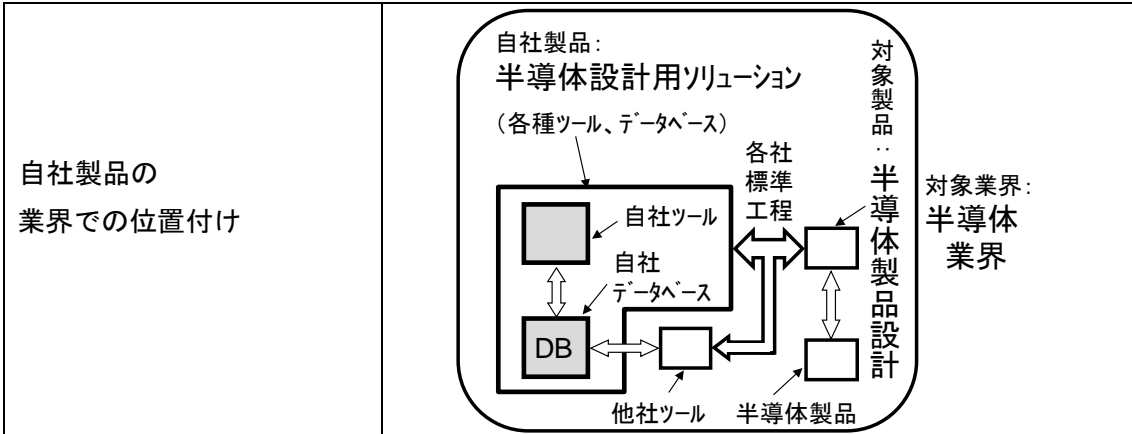 自社製品の
業界での位置付け
自社製品:
半導体設計用ソリューション
（各種ツール、データベース）
各社
標準
工程
自社ツール
自社
データベース
DB
他社ツール
半導体製品
対象製品：半導体製品設計
対象業界:
半導体
業界